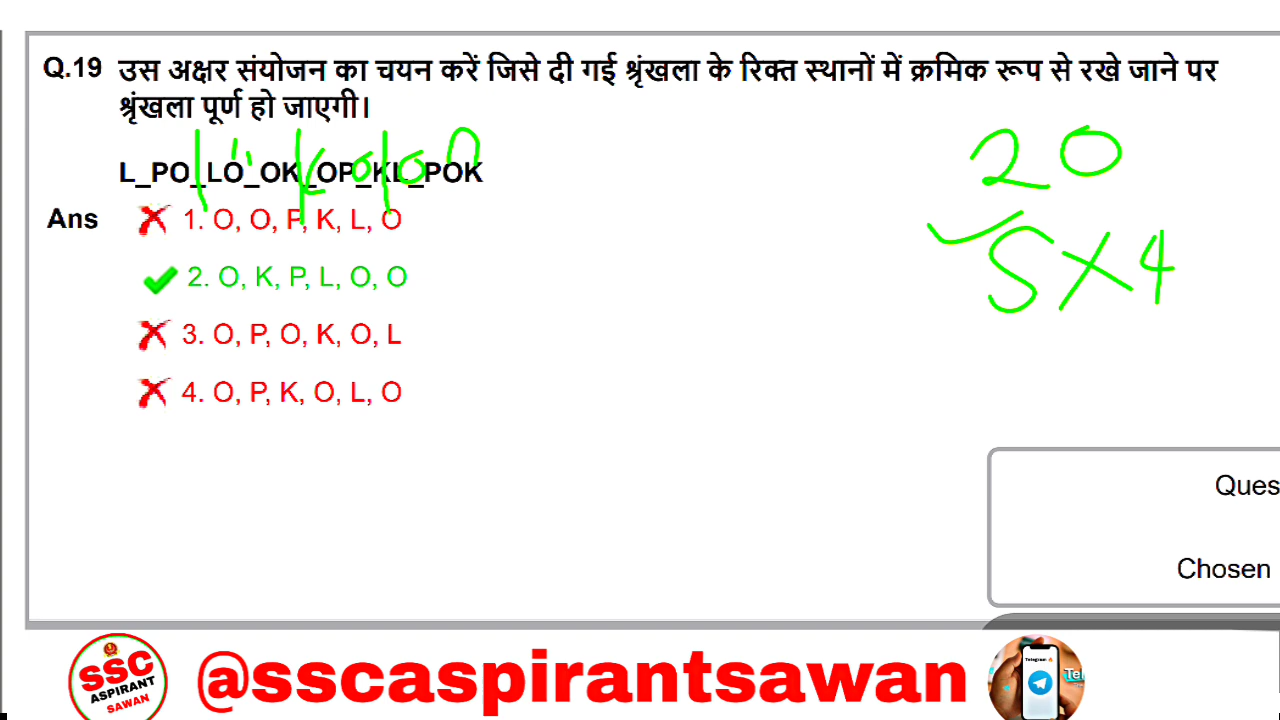 Q.19 उस अक्षर संयोजन का चयन करें जिसे दी गई श्रृंखला के रिक्त स्थानों में क्रमिक रूप से रखे जाने पर
श्रृंखला पूर्ण हो जाएगी।
L_PO_LO_OK_OP_KL_POK
20
5X4
Ans 1. O, O, P, K, L, O
2. O, K, P, L, O, O
3. O, P, O, K, O, L
4. O, P, K, O, L, O
Ques
Chosen
SSC
ASPIRANT
SAWAN
@sscaspirantsawan
Telegram